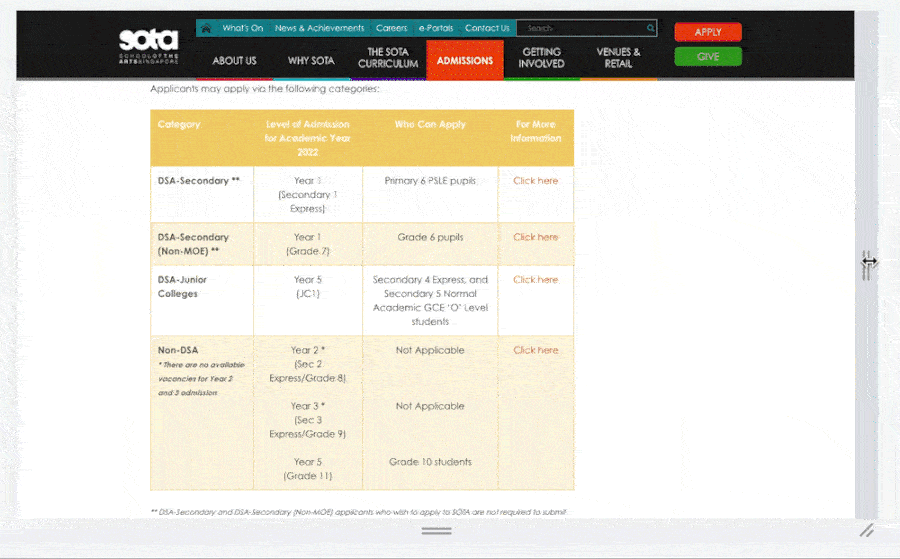 What's On News & Achievements Careers e-Portals Contact Us Search
APPLY
GIVE
sota
SCHOOLOFTHE
ARTSSINGAPORE
ABOUT US
WHY SOTA
THE SOTA
CURRICULUM
ADMISSIONS
GETTING
INVOLVED
VENUES &
RETAIL
Applicants may apply via the following categories:
Category
Level of Admission
for Academic Year
2022
Who Can Apply
For More
Information
DSA-Secondary **
Year 1
(Secondary 1
Express)
Primary 6 PSLE pupils
Click here
DSA-Secondary
(Non-MOE) **
Year 1
(Grade 7)
Grade 6 pupils
Click here
DSA-Junior
Colleges
Year 5
(JC1)
Secondary 4 Express, and
Secondary 5 Normal
Academic GCE 'O' Level
students
Click here
Non-DSA
* There are no available
vacancies for Year 2
and 3 admission
Year 2 *
(Sec 2
Express/Grade 8)
Not Applicable
Click here
Year 3 *
(Sec 3
Express/Grade 9)
Not Applicable
Year 5
(Grade 11)
Grade 10 students
** DSA-Secondary and DSA-Secondary (Non-MOE) applicants who wish to apply to SOTA are not required to submit